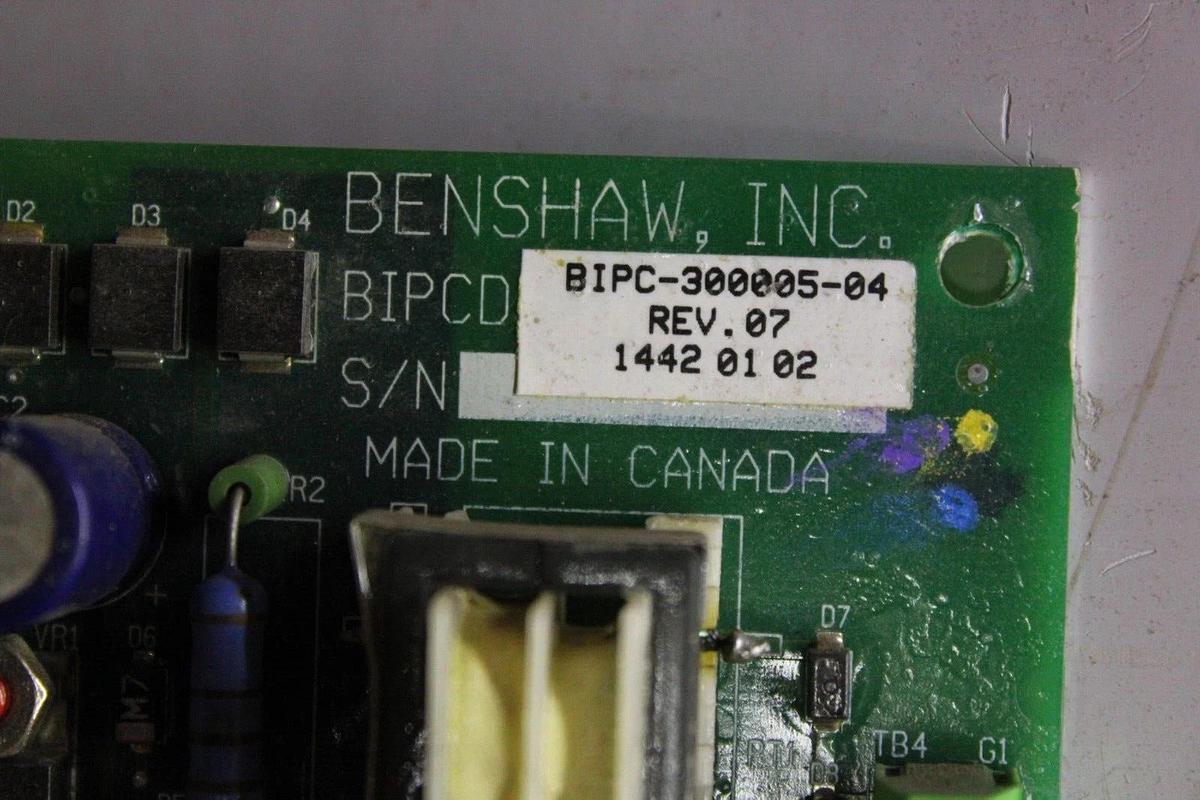 BENSHAW, INC.
D2 D3 D4
BIPCD
BIPC-300005-04
REV.07
1442 01 02
S/N
MADE IN CANADA
R2
VR1 D6
+
M7
D7
TB4 G1